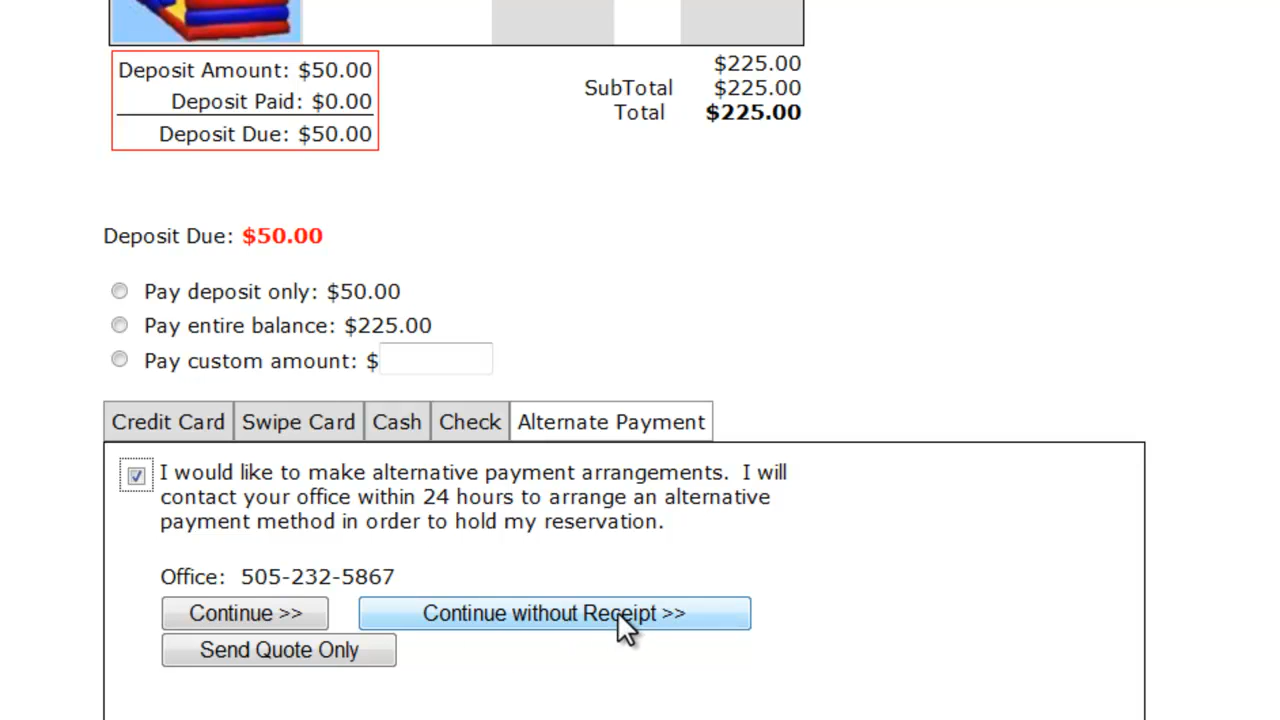 $225.00
Deposit Amount: $50.00
SubTotal $225.00
Deposit Paid: $0.00
Total $225.00
Deposit Due: $50.00
Deposit Due: $50.00
Pay deposit only: $50.00
Pay entire balance: $225.00
Pay custom amount: $
Credit Card Swipe Card Cash Check Alternate Payment
I would like to make alternative payment arrangements. I will
contact your office within 24 hours to arrange an alternative
payment method in order to hold my reservation.
Office: 505-232-5867
Continue >> Continue without Receipt >>
Send Quote Only